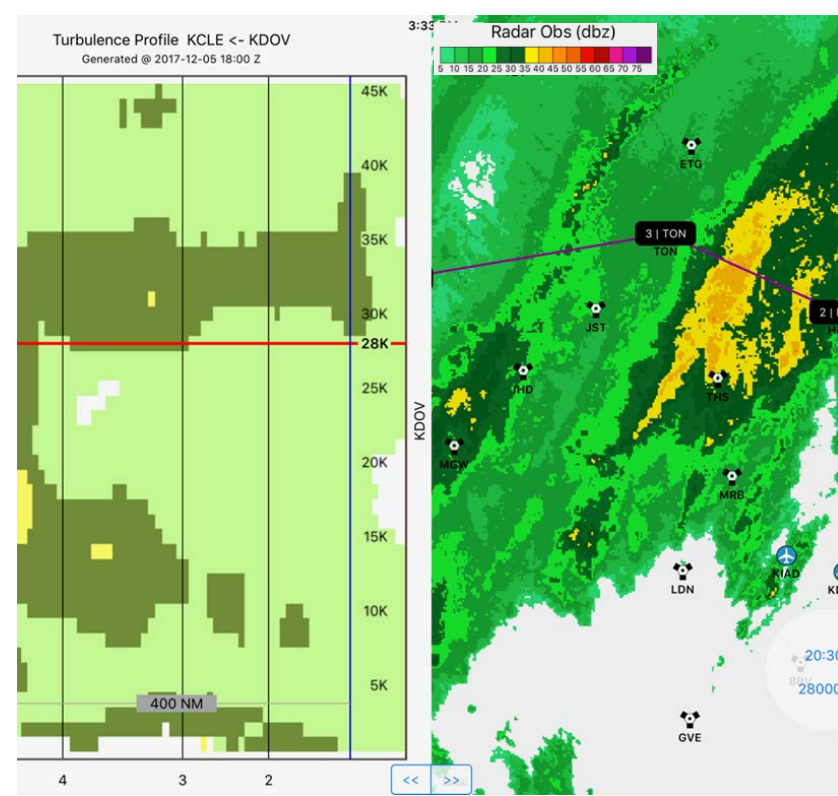 Turbulence Profile KCLE <- KDOV
Generated @ 2017-12-05 18:00 Z
45K
40K
35K
30K
28K
25K
20K
15K
10K
5K
400 NM
4 3 2
KDOV
<< >>
Radar Obs (dbz)
5 10 15 20 25 30 35 40 45 50 55 60 65 70 75
ETG
3 | TON
TON
2 |
JST
IHD
THS
MGW
MRB
KIAD
LDN
20:30
BRV
28000
GVE